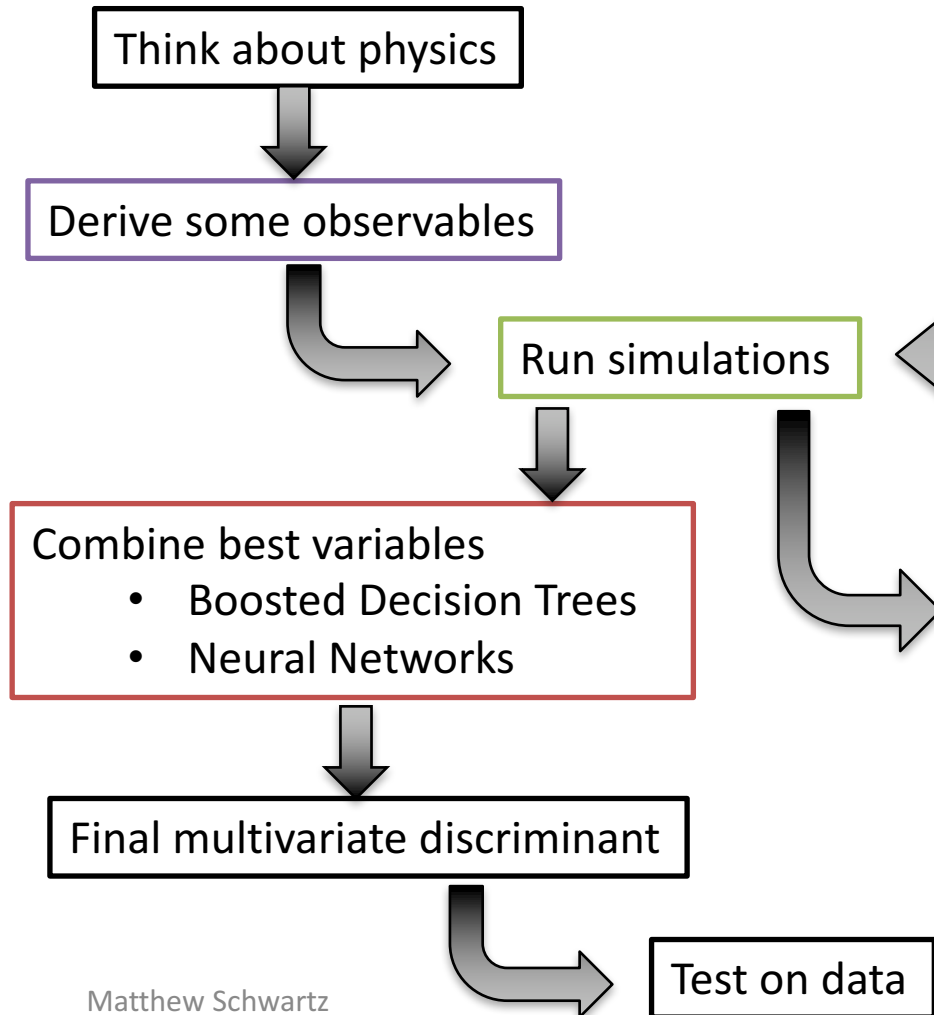 Think about physics
Derive some observables
Run simulations
Combine best variables
• Boosted Decision Trees
• Neural Networks
Final multivariate discriminant
Test on data
Matthew Schwartz